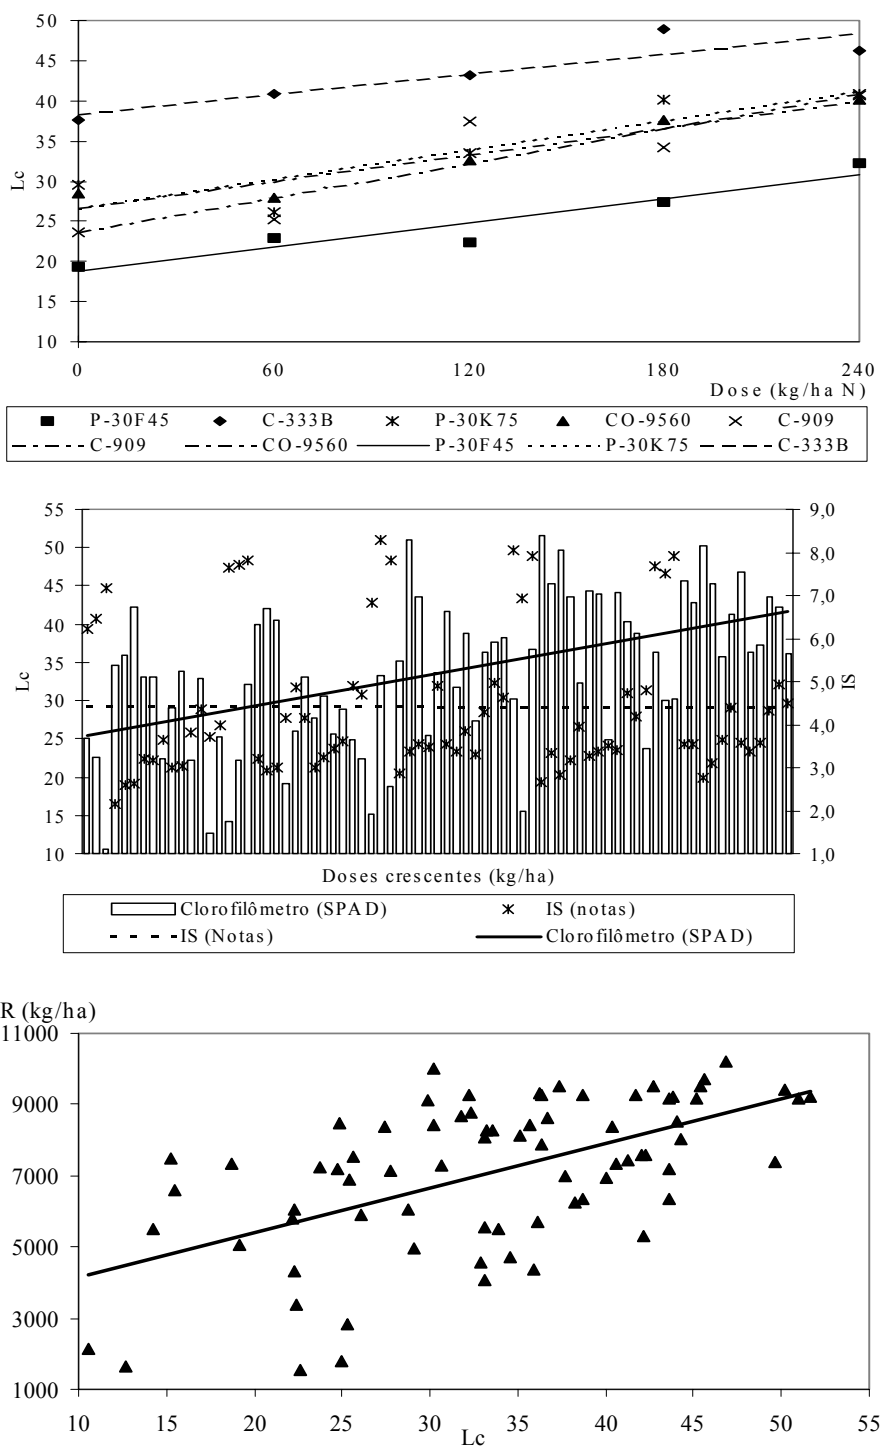 50
45
40
35
30
25
20
15
10
Lc
0 60 120 180 240
Dose (kg/ha N)
P-30F45 C-333B P-30K75 CO-9560 C-909
C-909 CO-9560 P-30F45 P-30K75 C-333B
55 9,0
50 8,0
45 7,0
40 6,0
35 5,0
30 4,0
25 3,0
20 2,0
15 1,0
10
Lc
IS
Doses crescentes (kg/ha)
Clorofilômetro (SPAD) IS (notas)
IS (Notas) Clorofilômetro (SPAD)
R (kg/ha)
11000
9000
7000
5000
3000
1000
10 15 20 25 30 35 40 45 50 55
Lc